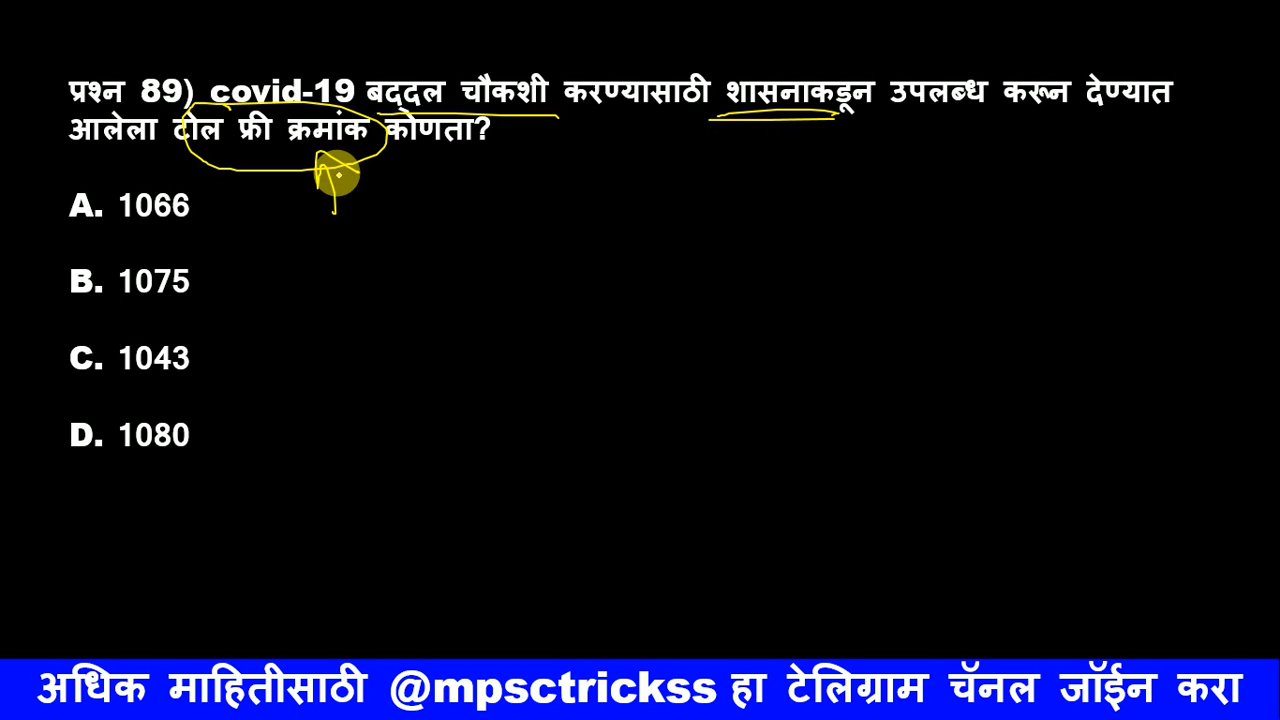 प्रश्न 89) covid-19 बद्दल चौकशी करण्यासाठी शासनाकडून उपलब्ध करून देण्यात
आलेला टोल फ्री क्रमांक कोणता?
A. 1066
B. 1075
C. 1043
D. 1080
अधिक माहितीसाठी @mpsctrickss हा टेलिग्राम चॅनल जॉईन करा